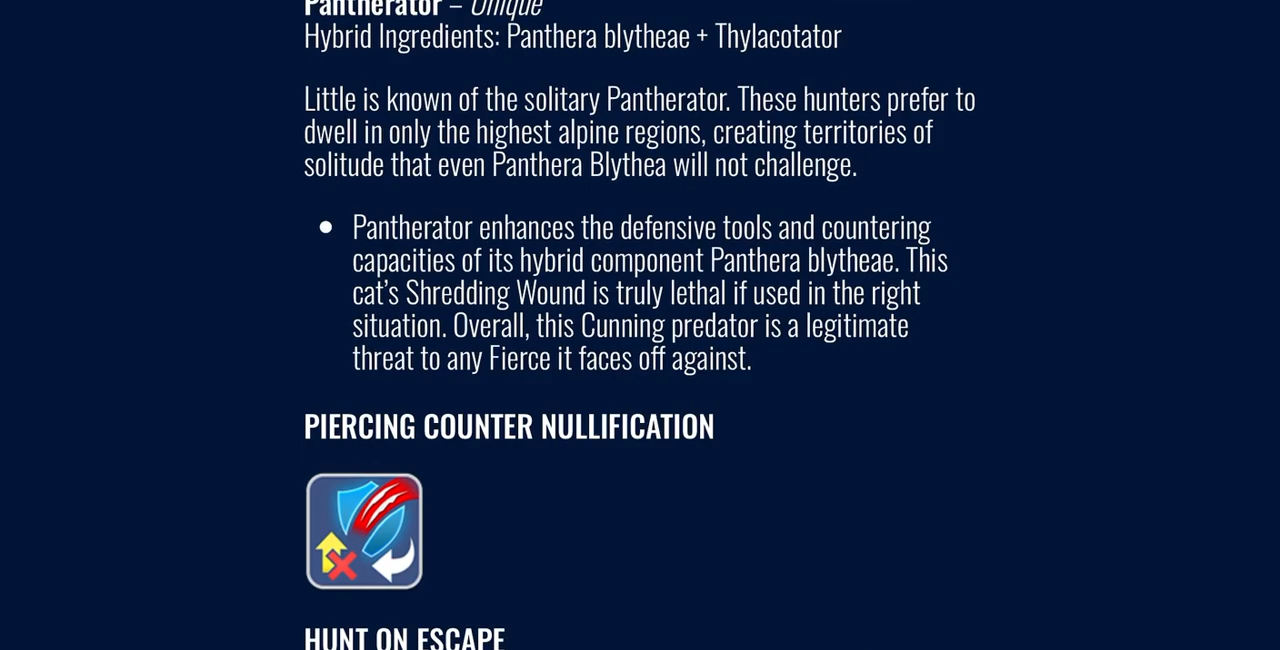 Pantherator – Unique
Hybrid Ingredients: Panthera blytheae + Thylacotator
Little is known of the solitary Pantherator. These hunters prefer to
dwell in only the highest alpine regions, creating territories of
solitude that even Panthera Blythea will not challenge.
• Pantherator enhances the defensive tools and countering
capacities of its hybrid component Panthera blytheae. This
cat’s Shredding Wound is truly lethal if used in the right
situation. Overall, this Cunning predator is a legitimate
threat to any Fierce it faces off against.
PIERCING COUNTER NULLIFICATION
HUNT ON ESCAPE